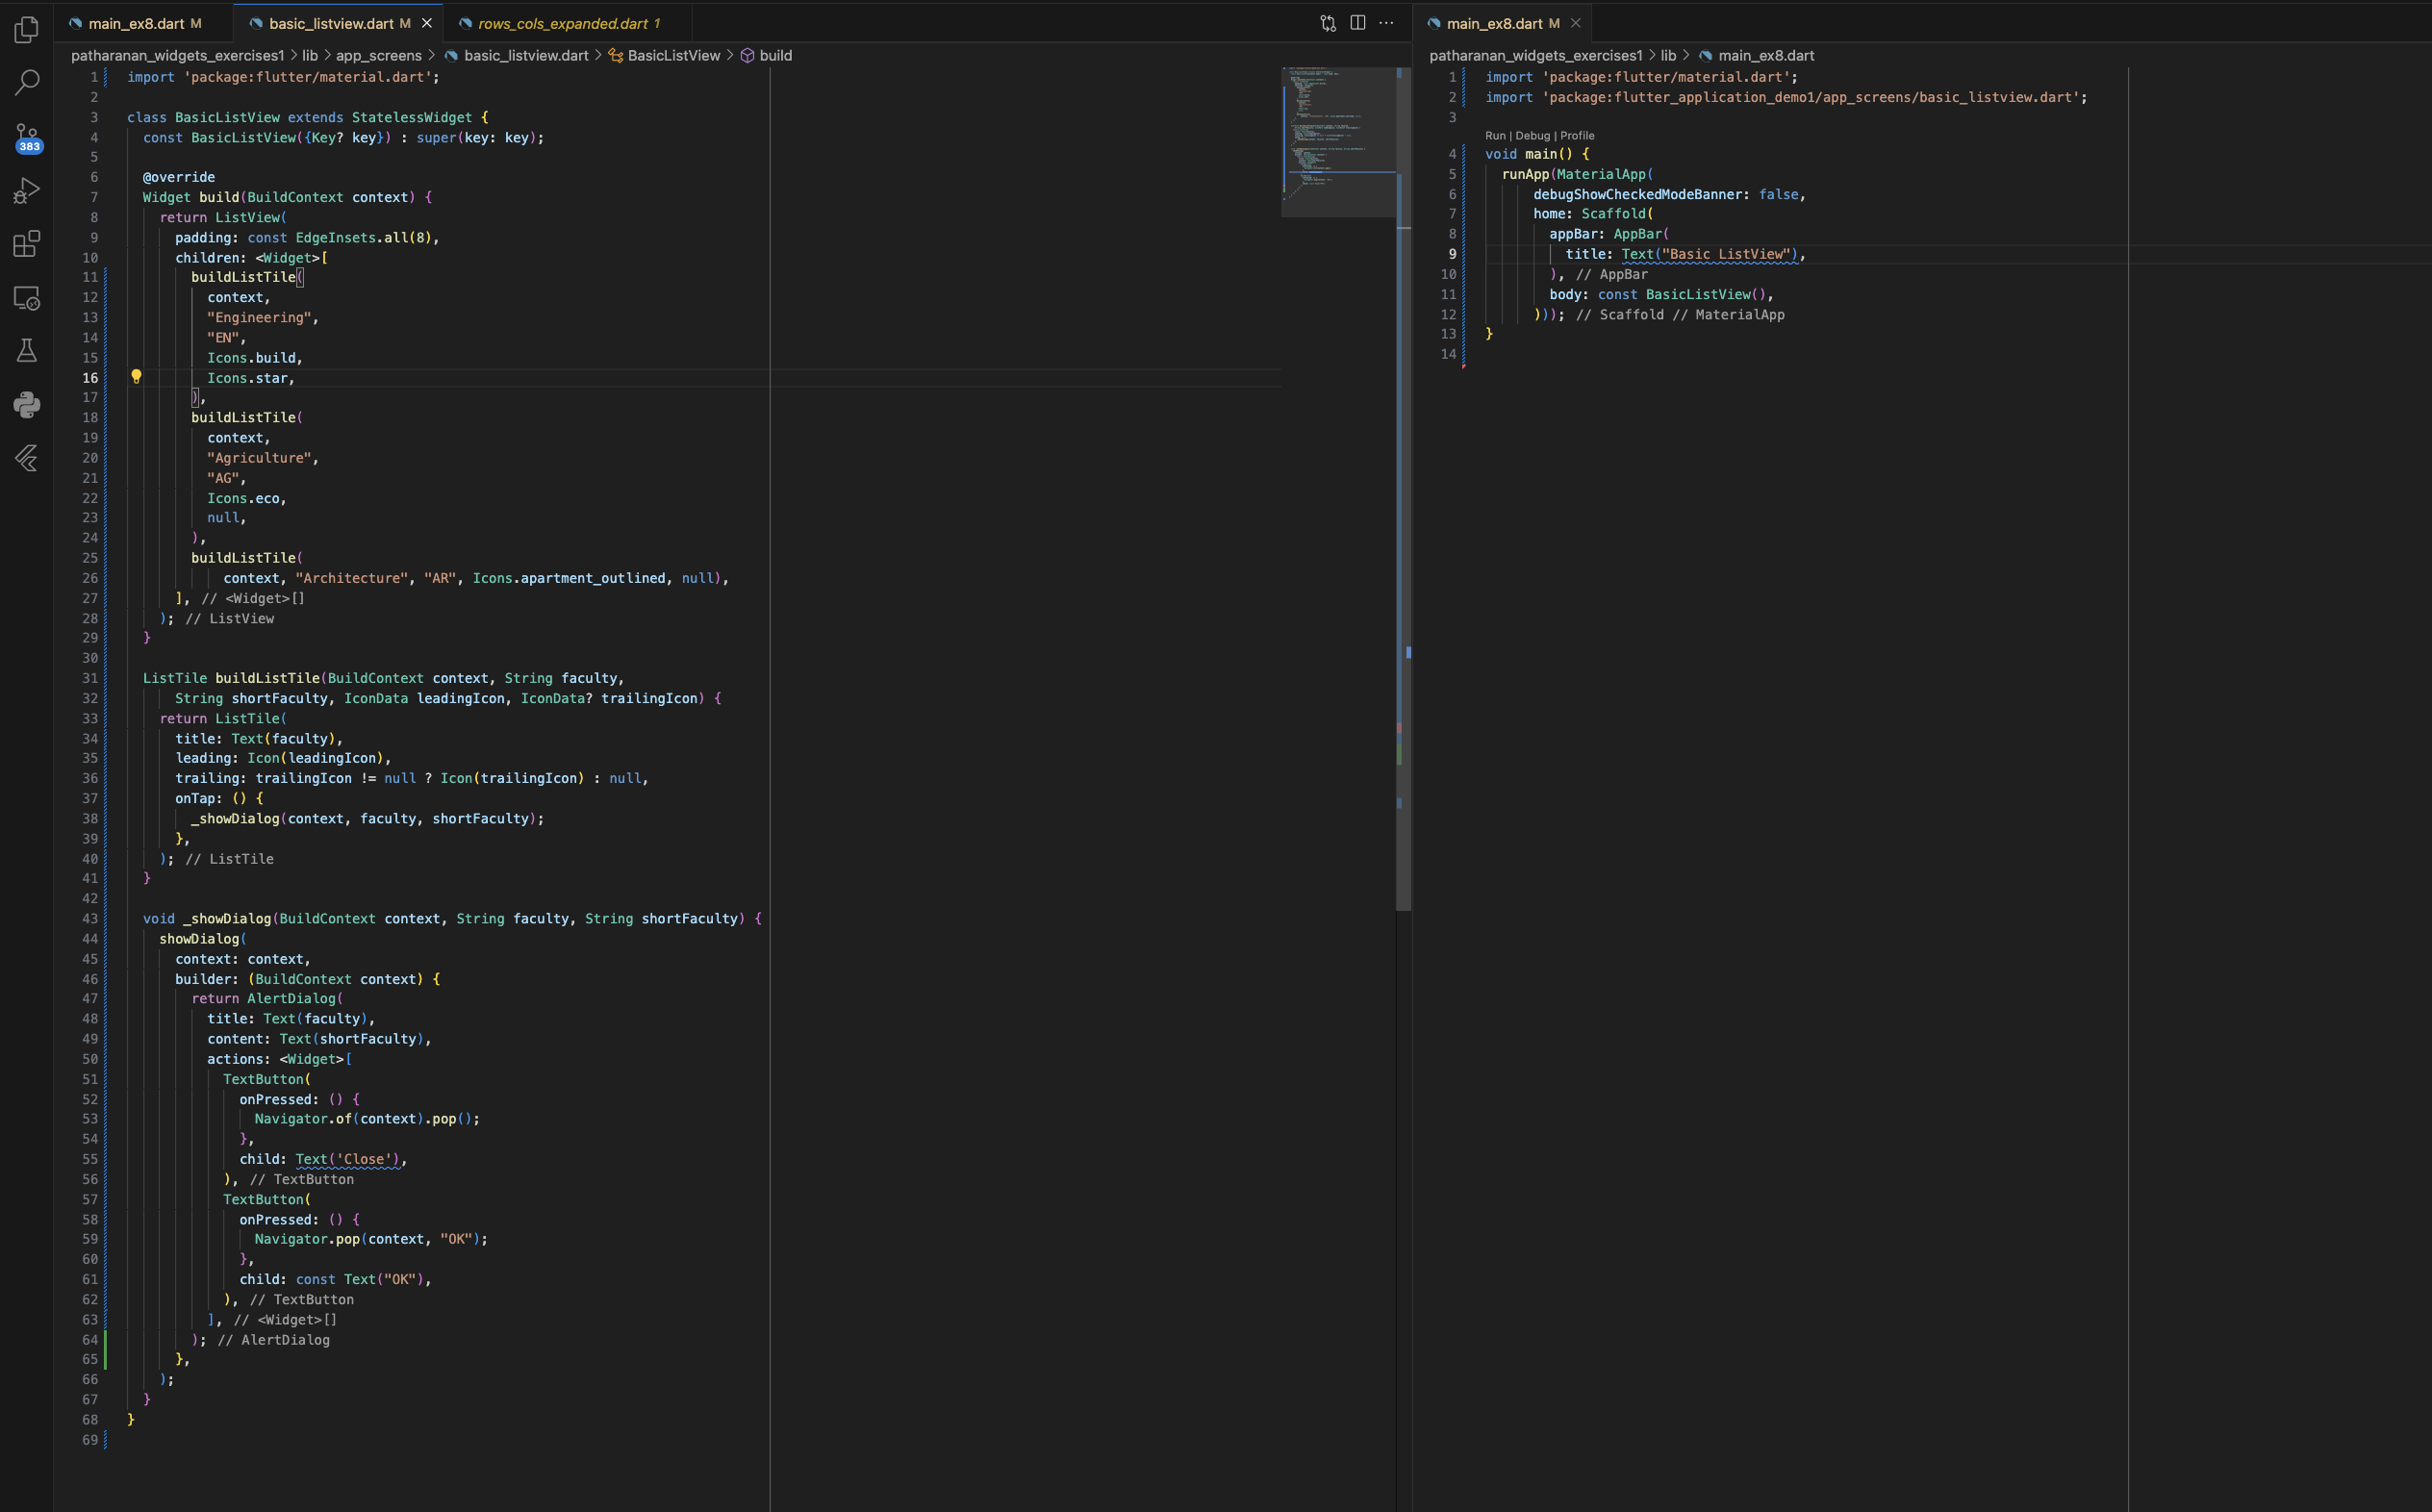 main_ex8.dart M
basic_listview.dart M
rows_cols_expanded.dart 1
patharanan_widgets_exercises1 > lib > app_screens > basic_listview.dart > BasicListView > build
383
1 import 'package:flutter/material.dart';
2
3 class BasicListView extends StatelessWidget {
4 const BasicListView({Key? key}) : super(key: key);
5
6 @override
7 Widget build(BuildContext context) {
8 return ListView(
9 padding: const EdgeInsets.all(8),
10 children: <Widget>[
11 buildListTile(
12 context,
13 "Engineering",
14 "EN",
15 Icons.build,
16 Icons.star,
17 ),
18 buildListTile(
19 context,
20 "Agriculture",
21 "AG",
22 Icons.eco,
23 null,
24 ),
25 buildListTile(
26 context, "Architecture", "AR", Icons.apartment_outlined, null),
27 ], // <Widget>[]
28 ); // ListView
29 }
30
31 ListTile buildListTile(BuildContext context, String faculty,
32 String shortFaculty, IconData leadingIcon, IconData? trailingIcon) {
33 return ListTile(
34 title: Text(faculty),
35 leading: Icon(leadingIcon),
36 trailing: trailingIcon != null ? Icon(trailingIcon) : null,
37 onTap: () {
38 _showDialog(context, faculty, shortFaculty);
39 },
40 ); // ListTile
41 }
42
43 void _showDialog(BuildContext context, String faculty, String shortFaculty) {
44 showDialog(
45 context: context,
46 builder: (BuildContext context) {
47 return AlertDialog(
48 title: Text(faculty),
49 content: Text(shortFaculty),
50 actions: <Widget>[
51 TextButton(
52 onPressed: () {
53 Navigator.of(context).pop();
54 },
55 child: Text('Close'),
56 ), // TextButton
57 TextButton(
58 onPressed: () {
59 Navigator.pop(context, "OK");
60 },
61 child: const Text("OK"),
62 ), // TextButton
63 ], // <Widget>[]
64 ); // AlertDialog
65 },
66 );
67 }
68 }
69
main_ex8.dart M
patharanan_widgets_exercises1 > lib > main_ex8.dart
1 import 'package:flutter/material.dart';
2 import 'package:flutter_application_demo1/app_screens/basic_listview.dart';
3
Run | Debug | Profile
4 void main() {
5 runApp(MaterialApp(
6 debugShowCheckedModeBanner: false,
7 home: Scaffold(
8 appBar: AppBar(
9 title: Text("Basic ListView"),
10 ), // AppBar
11 body: const BasicListView(),
12 ))); // Scaffold // MaterialApp
13 }
14